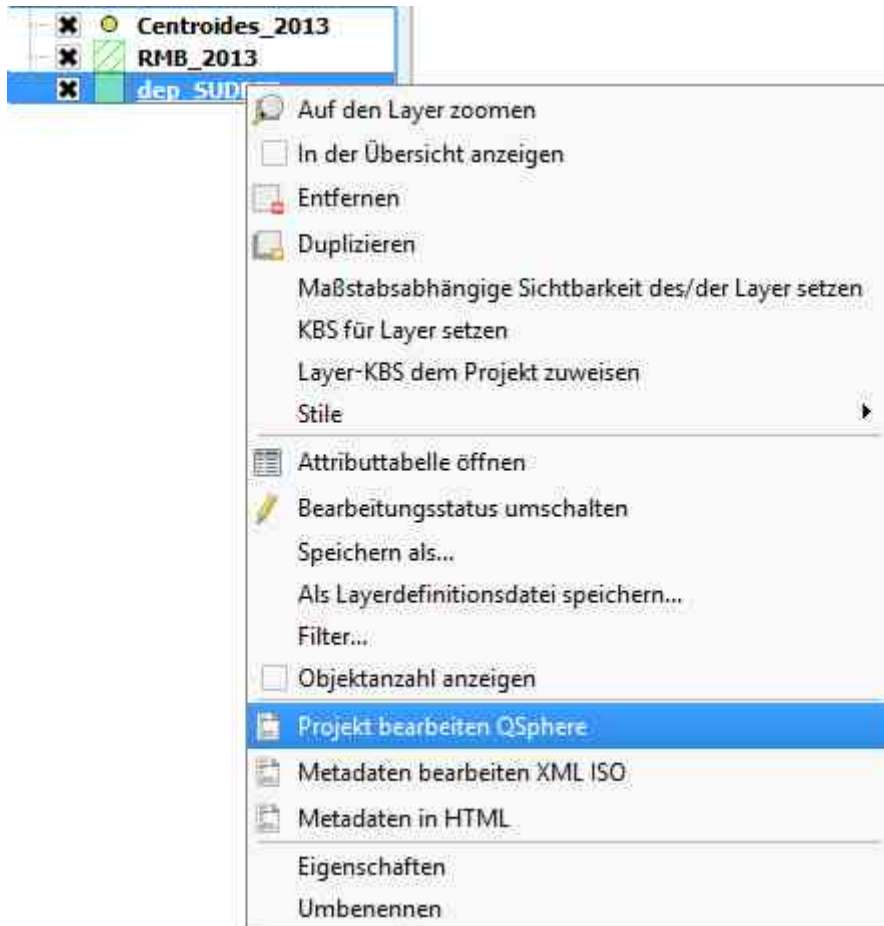 Centroides_2013
RMB_2013
Auf den Layer zoomen
In der Übersicht anzeigen
Entfernen
Duplizieren
Maßstabsabhängige Sichtbarkeit des/der Layer setzen
KBS für Layer setzen
Layer-KBS dem Projekt zuweisen
Stile
Attributtabelle öffnen
Bearbeitungsstatus umschalten
Speichern als...
Als Layerdefinitionsdatei speichern...
Filter...
Objektanzahl anzeigen
Projekt bearbeiten QSphere
Metadaten bearbeiten XML ISO
Metadaten in HTML
Eigenschaften
Umbenennen